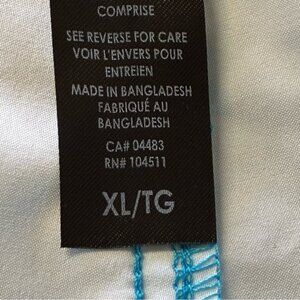 COMPRISE
SEE REVERSE FOR CARE
VOIR L'ENVERS POUR
ENTREIEN
MADE IN BANGLADESH
FABRIQUÉ AU
BANGLADESH
CA# 04483
RN# 104511
XL/TG